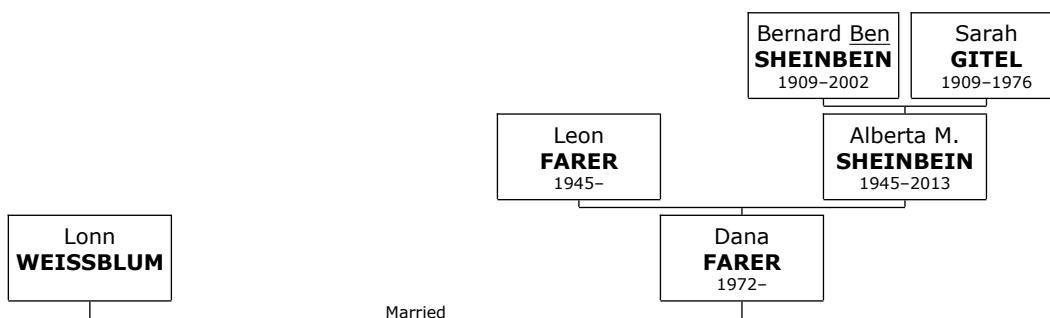 Bernard Ben
SHEINBEIN
1909–2002
Sarah
GITEL
1909–1976
Leon
FARER
1945–
Alberta M.
SHEINBEIN
1945–2013
Lonn
WEISSBLUM
Dana
FARER
1972–
Married